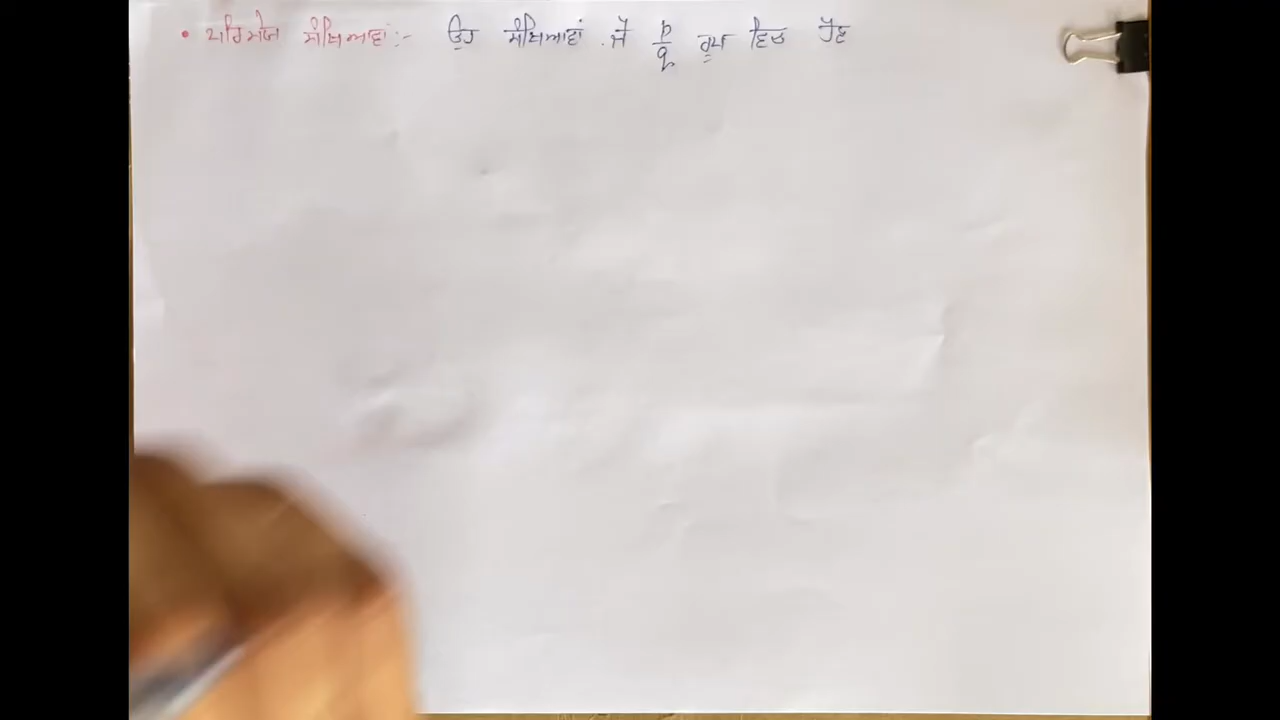 • ਪਰਿਮੇਯ ਸੰਖਿਆਵਾਂ :- ਉਹ ਸੰਖਿਆਵਾਂ ਜੋ p/q ਰੂਪ ਵਿਚ ਹੋਣ